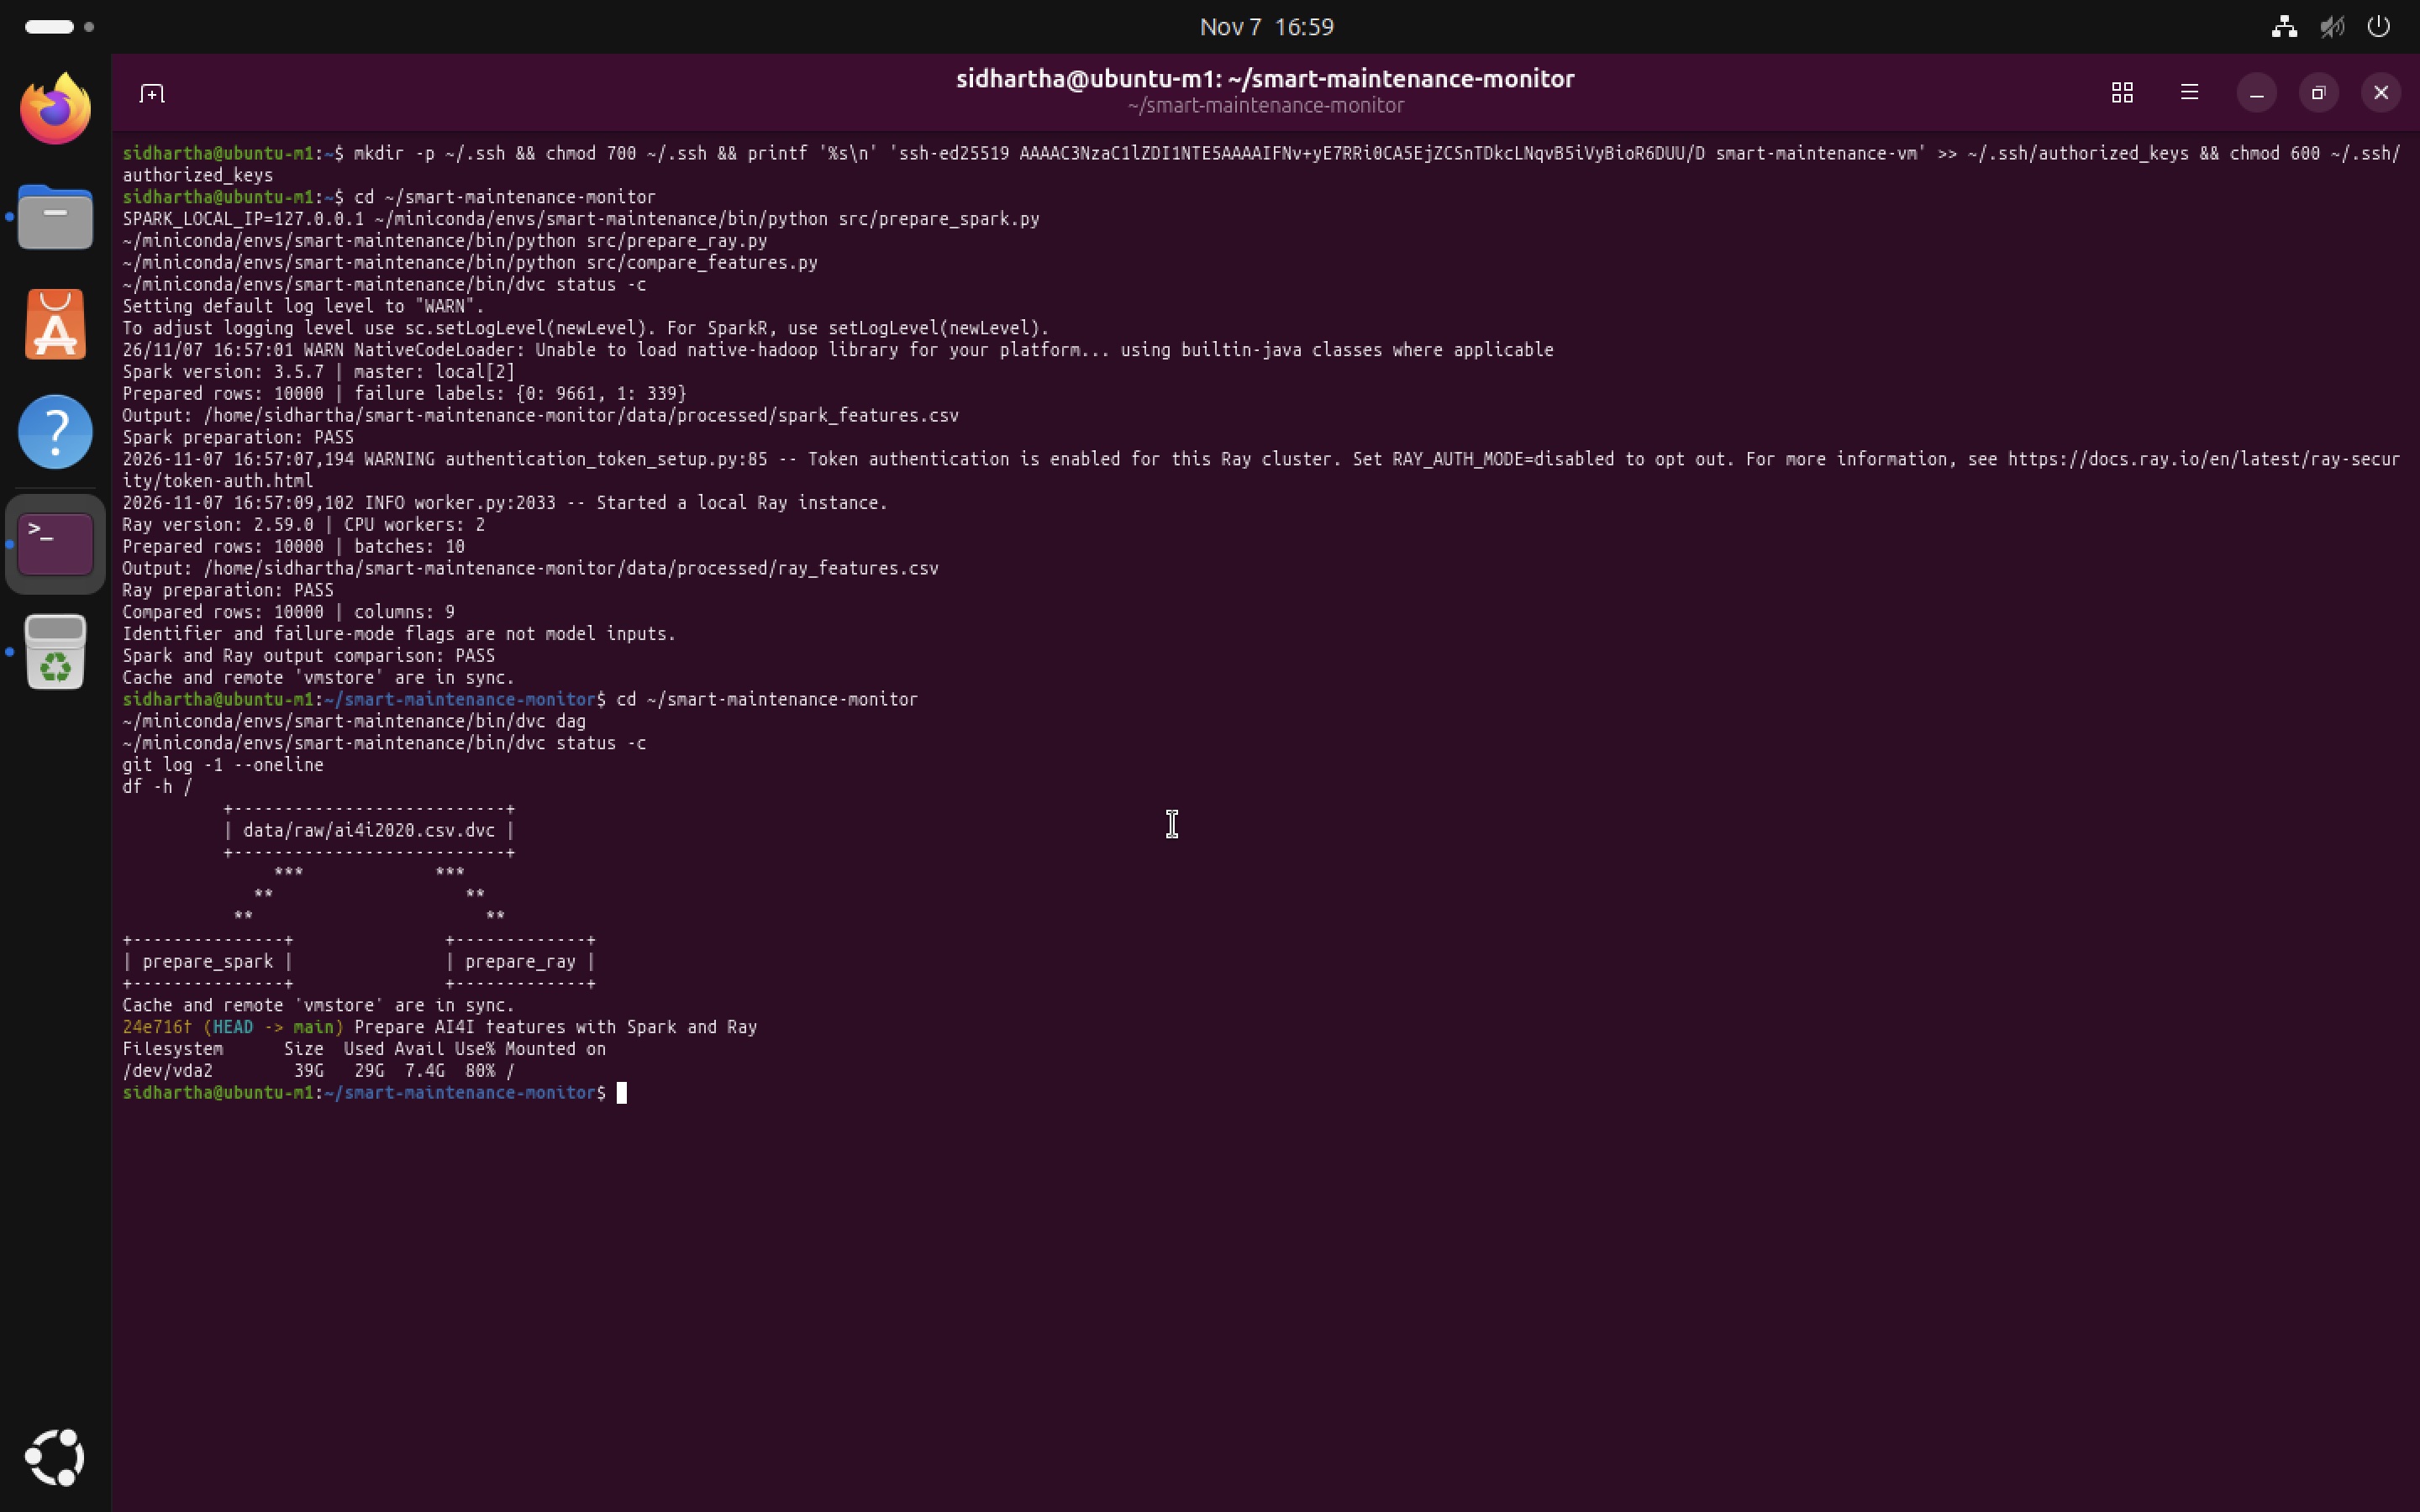 Nov 7 16:59
sidhartha@ubuntu-m1: ~/smart-maintenance-monitor
~/smart-maintenance-monitor
sidhartha@ubuntu-m1:~$ mkdir -p ~/.ssh && chmod 700 ~/.ssh && printf '%s\n' 'ssh-ed25519 AAAAC3NzaC1lZDI1NTE5AAAAIFNv+yE7RRi0CA5EjZCSnTDkcLNqvB5iVyBioR6DUU/D smart-maintenance-vm' >> ~/.ssh/authorized_keys && chmod 600 ~/.ssh/
authorized_keys
sidhartha@ubuntu-m1:~$ cd ~/smart-maintenance-monitor
SPARK_LOCAL_IP=127.0.0.1 ~/miniconda/envs/smart-maintenance/bin/python src/prepare_spark.py
~/miniconda/envs/smart-maintenance/bin/python src/prepare_ray.py
~/miniconda/envs/smart-maintenance/bin/python src/compare_features.py
~/miniconda/envs/smart-maintenance/bin/dvc status -c
Setting default log level to "WARN".
To adjust logging level use sc.setLogLevel(newLevel). For SparkR, use setLogLevel(newLevel).
26/11/07 16:57:01 WARN NativeCodeLoader: Unable to load native-hadoop library for your platform... using builtin-java classes where applicable
Spark version: 3.5.7 | master: local[2]
Prepared rows: 10000 | failure labels: {0: 9661, 1: 339}
Output: /home/sidhartha/smart-maintenance-monitor/data/processed/spark_features.csv
Spark preparation: PASS
2026-11-07 16:57:07,194 WARNING authentication_token_setup.py:85 -- Token authentication is enabled for this Ray cluster. Set RAY_AUTH_MODE=disabled to opt out. For more information, see https://docs.ray.io/en/latest/ray-secur
ity/token-auth.html
2026-11-07 16:57:09,102 INFO worker.py:2033 -- Started a local Ray instance.
Ray version: 2.59.0 | CPU workers: 2
Prepared rows: 10000 | batches: 10
Output: /home/sidhartha/smart-maintenance-monitor/data/processed/ray_features.csv
Ray preparation: PASS
Compared rows: 10000 | columns: 9
Identifier and failure-mode flags are not model inputs.
Spark and Ray output comparison: PASS
Cache and remote 'vmstore' are in sync.
sidhartha@ubuntu-m1:~/smart-maintenance-monitor$ cd ~/smart-maintenance-monitor
~/miniconda/envs/smart-maintenance/bin/dvc dag
~/miniconda/envs/smart-maintenance/bin/dvc status -c
git log -1 --oneline
df -h /
          +---------------------------+
          | data/raw/ai4i2020.csv.dvc |
          +---------------------------+
               ***             ***
             **                   **
           **                       **
+---------------+               +-------------+
| prepare_spark |               | prepare_ray |
+---------------+               +-------------+
Cache and remote 'vmstore' are in sync.
24e716f (HEAD -> main) Prepare AI4I features with Spark and Ray
Filesystem      Size  Used Avail Use% Mounted on
/dev/vda2        39G   29G  7.4G  80% /
sidhartha@ubuntu-m1:~/smart-maintenance-monitor$